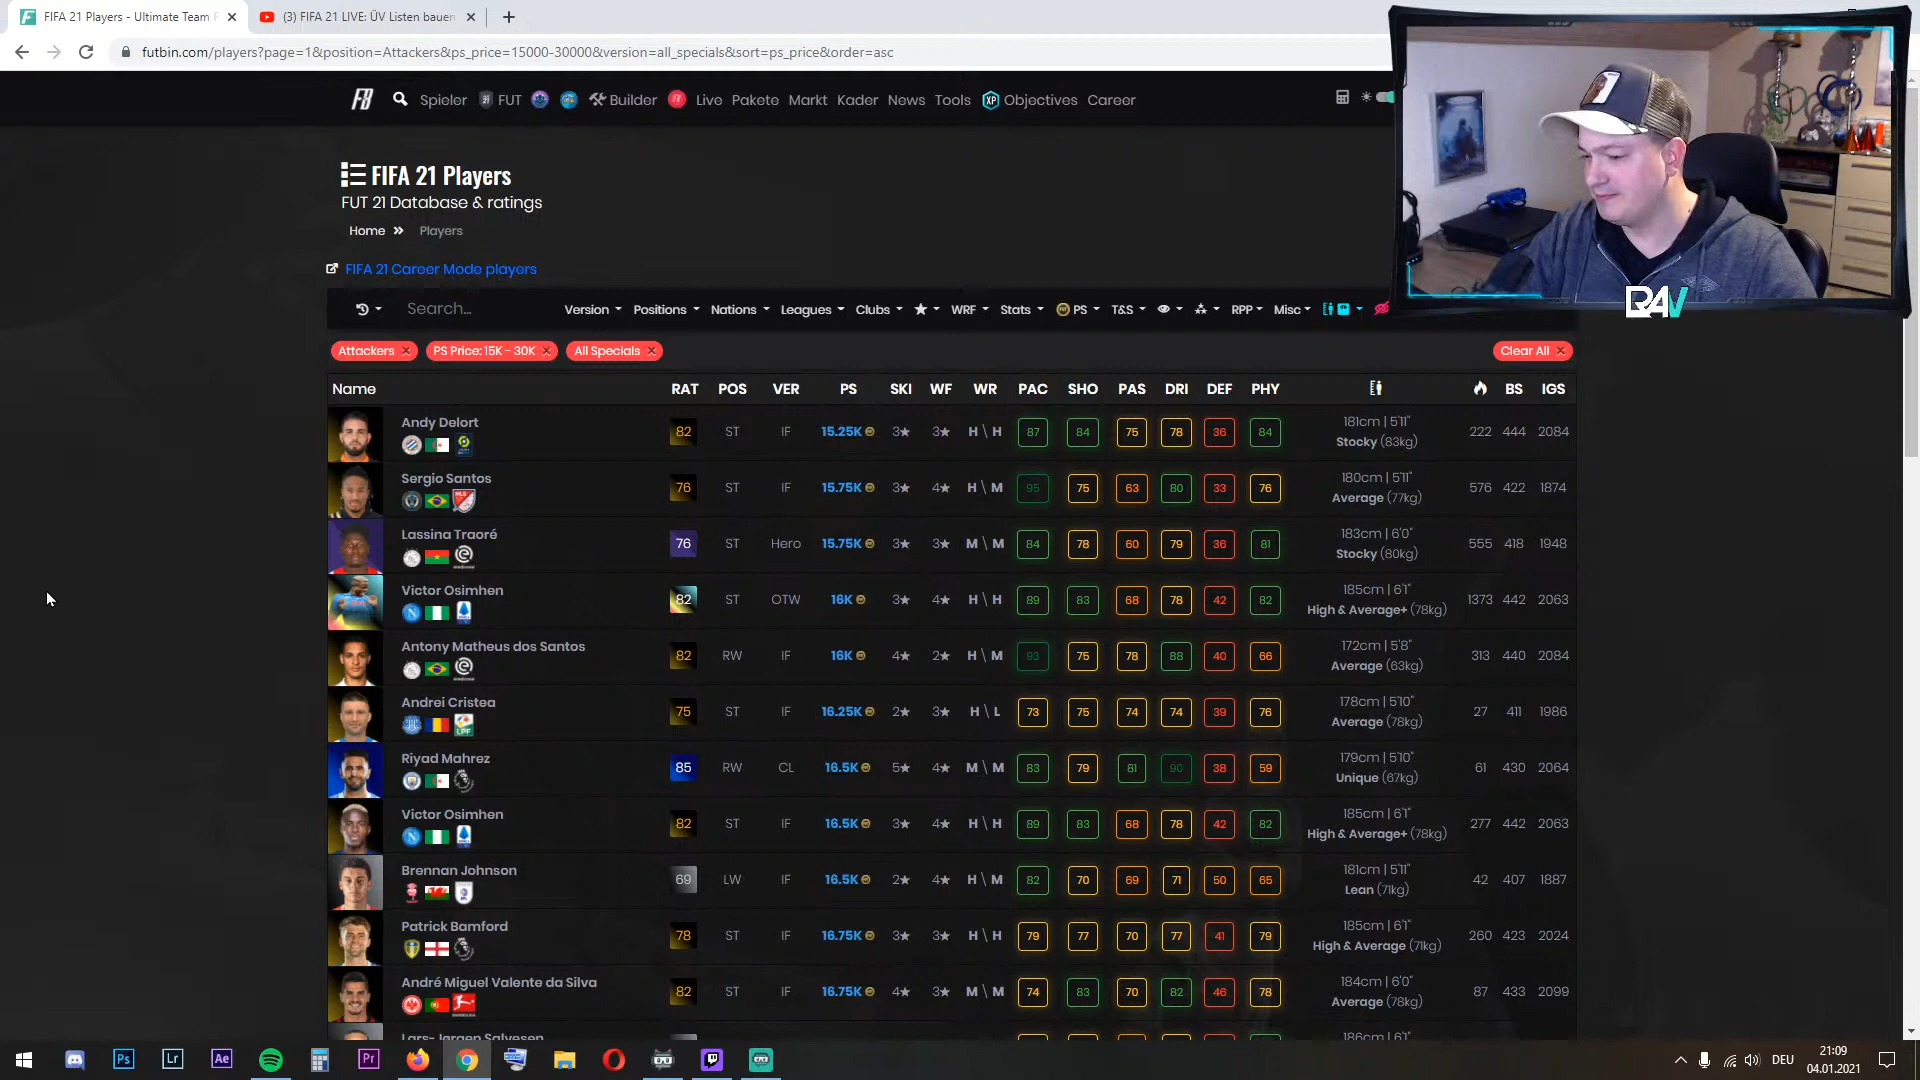 FIFA 21 Players - Ultimate Team F
(3) FIFA 21 LIVE: ÜV Listen bauen
futbin.com/players?page=1&position=Attackers&ps_price=15000-30000&version=all_specials&sort=ps_price&order=asc
Spieler FUT Builder Live Pakete Markt Kader News Tools XP Objectives Career
FIFA 21 Players
FUT 21 Database & ratings
Home » Players
FIFA 21 Career Mode players
Search... Version Positions Nations Leagues Clubs WRF Stats PS T&S RPP Misc
RAV
Attackers PS Price: 15K - 30K All Specials Clear All
Name RAT POS VER PS SKI WF WR PAC SHO PAS DRI DEF PHY BS IGS
Andy Delort 82 ST IF 15.25K 3★ 3★ H \ H 87 84 75 78 36 84 181cm | 5'11" Stocky (83kg) 222 444 2084
Sergio Santos 76 ST IF 15.75K 3★ 4★ H \ M 95 75 63 80 33 76 180cm | 5'11" Average (77kg) 576 422 1874
Lassina Traoré 76 ST Hero 15.75K 3★ 3★ M \ M 84 78 60 79 36 81 183cm | 6'0" Stocky (80kg) 555 418 1948
Victor Osimhen 82 ST OTW 16K 3★ 4★ H \ H 89 83 68 78 42 82 185cm | 6'1" High & Average+ (78kg) 1373 442 2063
Antony Matheus dos Santos 82 RW IF 16K 4★ 2★ H \ M 93 75 78 88 40 66 172cm | 5'8" Average (63kg) 313 440 2084
Andrei Cristea 75 ST IF 16.25K 2★ 3★ H \ L 73 75 74 74 39 76 178cm | 5'10" Average (78kg) 27 411 1986
Riyad Mahrez 85 RW CL 16.5K 5★ 4★ M \ M 83 79 81 90 38 59 179cm | 5'10" Unique (67kg) 61 430 2064
Victor Osimhen 82 ST IF 16.5K 3★ 4★ H \ H 89 83 68 78 42 82 185cm | 6'1" High & Average+ (78kg) 277 442 2063
Brennan Johnson 69 LW IF 16.5K 2★ 4★ H \ M 82 70 69 71 50 65 181cm | 5'11" Lean (71kg) 42 407 1887
Patrick Bamford 78 ST IF 16.75K 3★ 3★ H \ H 79 77 70 77 41 79 185cm | 6'1" High & Average (71kg) 260 423 2024
André Miguel Valente da Silva 82 ST IF 16.75K 4★ 3★ M \ M 74 83 70 82 46 78 184cm | 6'0" Average (78kg) 87 433 2099
Lars-Jørgen Salvesen 186cm | 6'1"
Ps Lr Ae Pr DEU 21:09
04.01.2021